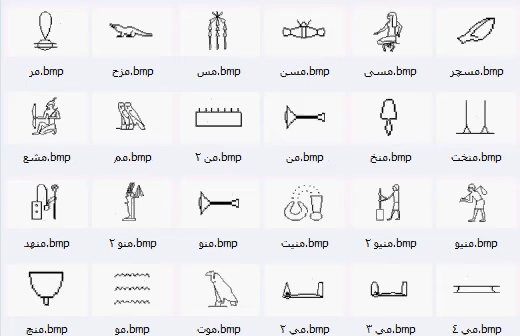 مر.bmp مزح.bmp مس.bmp مسن.bmp مسى.bmp مسچر.bmp
مشع.bmp مم.bmp من ٢.bmp من.bmp منخ.bmp منخت.bmp
منهد.bmp منو ٢.bmp منو.bmp منيت.bmp منيو ٢.bmp منيو.bmp
منچ.bmp مو.bmp موت.bmp مي ٢.bmp مي ٣.bmp مي ٤.bmp